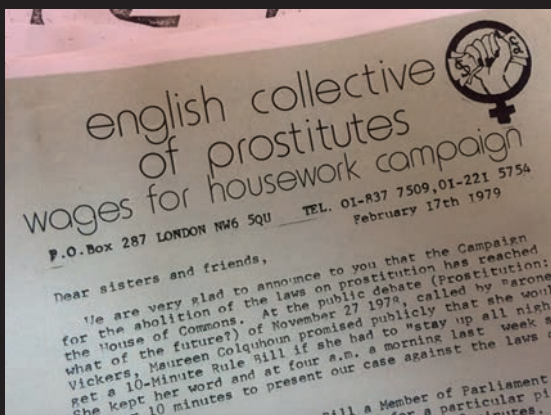 english collective
of prostitutes
wages for housework campaign
P.O.Box 287 LONDON NW6 5QU TEL. 01-837 7509,01-221 5754
February 17th 1979
Dear sisters and friends,
We are very glad to announce to you that the Campaign
for the abolition of the laws on prostitution has reached
the House of Commons. At the public debate (Prostitution:
what of the future?) of November 27 1978, called by
Vickers, Maureen Colquhoun promised publicly that she
get a 10-Minute Rule Bill if she had to "stay up all
She kept her word and at four a.m. a morning last week
10 minutes to present our case against the laws
a Member of Parliament
for a particular